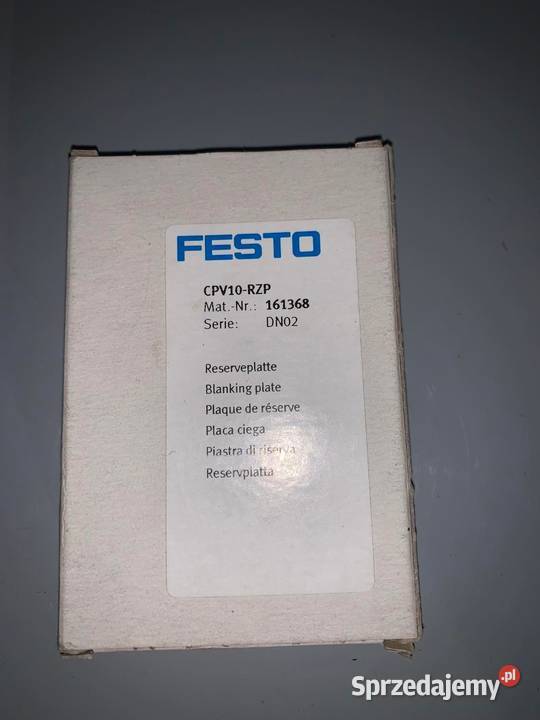 FESTO
CPV10-RZP
Mat.-Nr.: 161368
Serie: DN02
Reserveplatte
Blanking plate
Plaque de réserve
Placa ciega
Piastra di riserva
Reservplatta
Sprzedajemy.pl